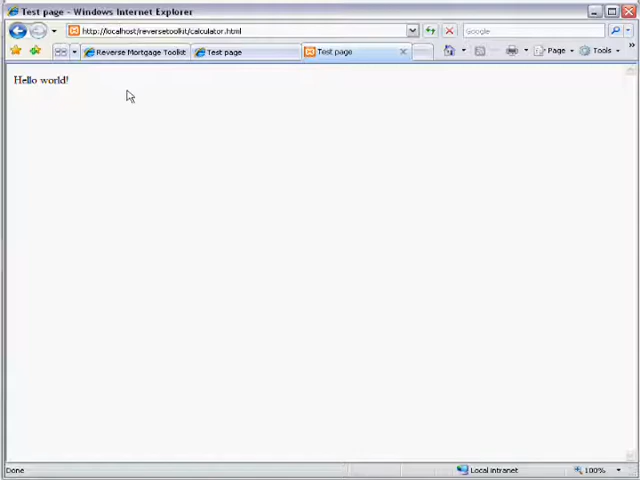 Test page - Windows Internet Explorer
http://localhost/reversetoolkit/calculator.html
Google
Reverse Mortgage Toolkit
Test page
Test page
Page
Tools
»
Hello world!
Done
Local intranet
100%